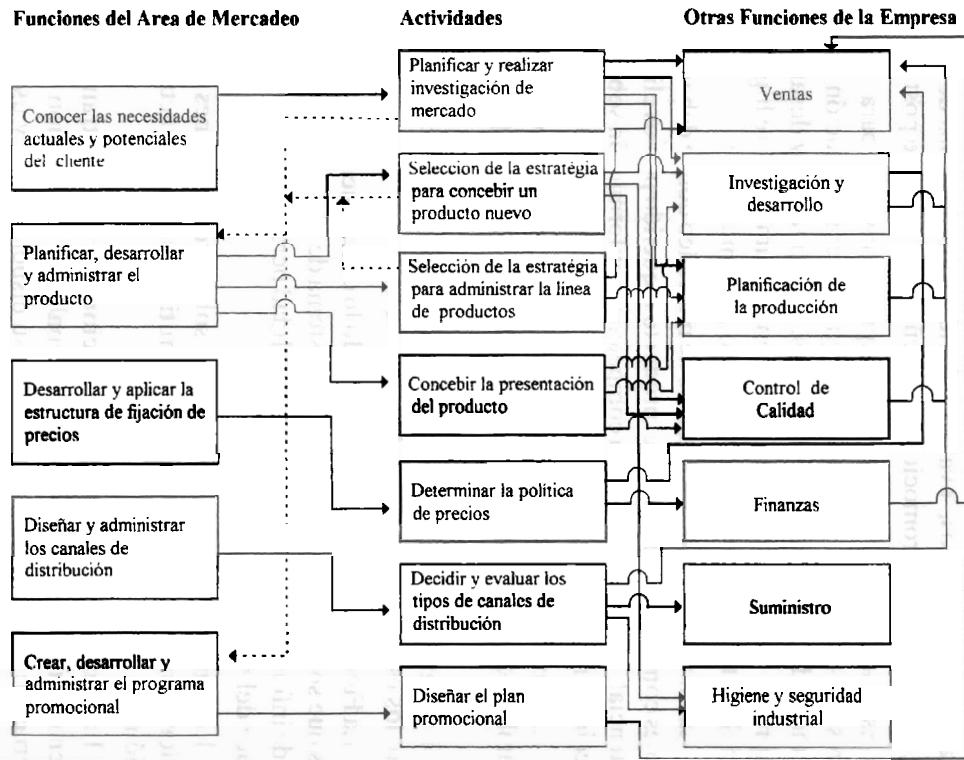 Funciones del Area de Mercadeo
Actividades
Otras Funciones de la Empresa
Conocer las necesidades
actuales y potenciales
del cliente
Planificar, desarrollar
y administrar el
producto
Desarrollar y aplicar la
estructura de fijación de
precios
Diseñar y administrar
los canales de
distribución
Crear, desarrollar y
administrar el programa
promocional
Planificar y realizar
investigación de
mercado
Seleccion de la estratégia
para concebir un
producto nuevo
Selección de la estratégia
para administrar la linea
de productos
Concebir la presentación
del producto
Determinar la política
de precios
Decidir y evaluar los
tipos de canales de
distribución
Diseñar el plan
promocional
Ventas
Investigación y
desarrollo
Planificación de
la producción
Control de
Calidad
Finanzas
Suministro
Higiene y seguridad
industrial